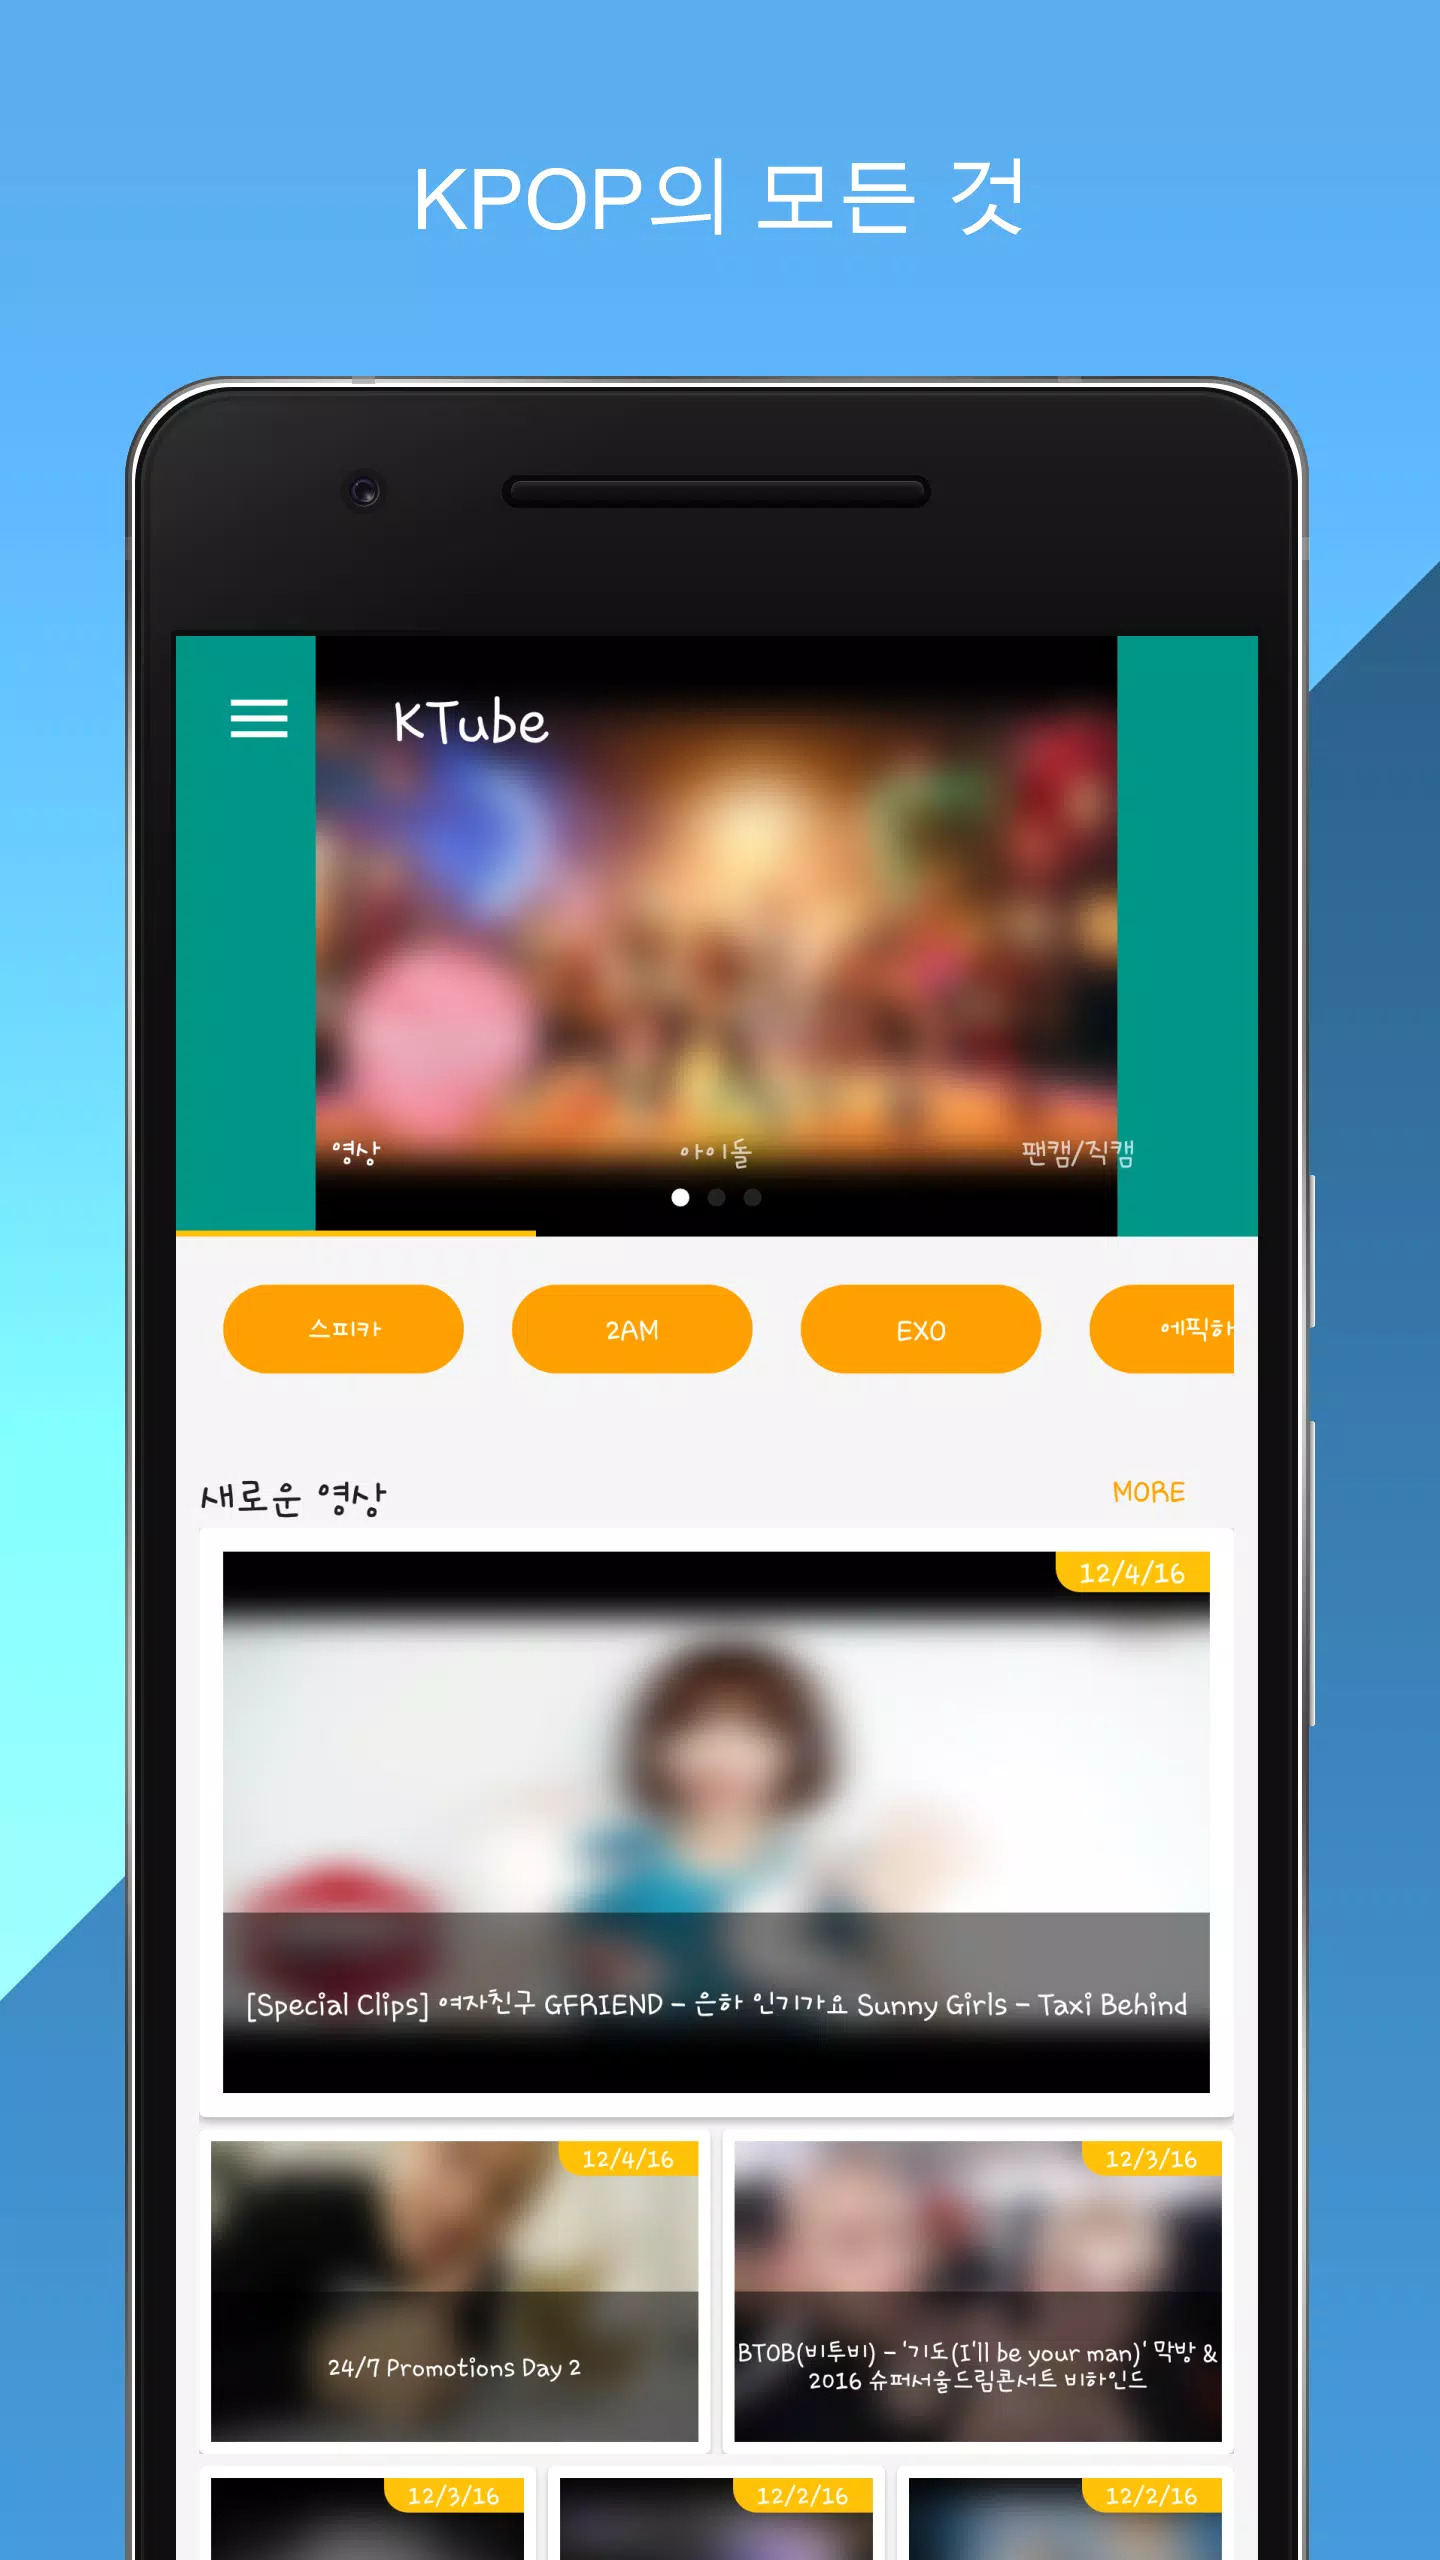 KPOP의 모든 것
KTube
영상 아이돌 팬캠/직캠
스피카 2AM EXO 에픽하
새로운 영상 MORE
12/4/16
[Special Clips] 여자친구 GFRIEND - 은하 인기가요 Sunny Girls - Taxi Behind
12/4/16 12/3/16
24/7 Promotions Day 2
BTOB(비투비) - '기도(I'll be your man)' 막방 &
2016 슈퍼서울드림콘서트 비하인드
12/3/16 12/2/16 12/2/16